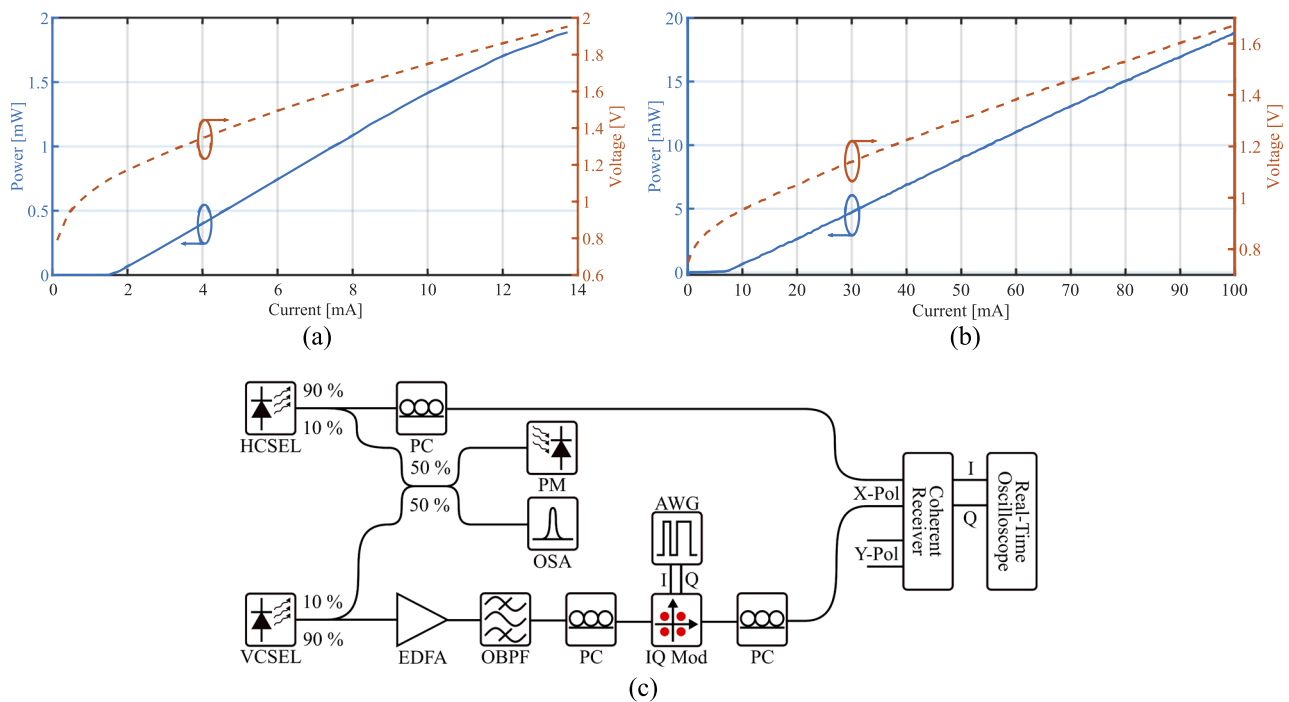 2
1.5
1
0.5
0
Power [mW]
2
1.8
1.6
1.4
1.2
1
0.8
0.6
Voltage [V]
0 2 4 6 8 10 12 14
Current [mA]
(a)
20
15
10
5
0
Power [mW]
1.6
1.4
1.2
1
0.8
Voltage [V]
0 10 20 30 40 50 60 70 80 90 100
Current [mA]
(b)
90 %
10 %
HCSEL
PC
50 %
50 %
PM
OSA
AWG
I Q
X-Pol
Y-Pol
Coherent
Receiver
I
Q
Real-Time
Oscilloscope
10 %
90 %
VCSEL
EDFA
OBPF
PC
IQ Mod
PC
(c)